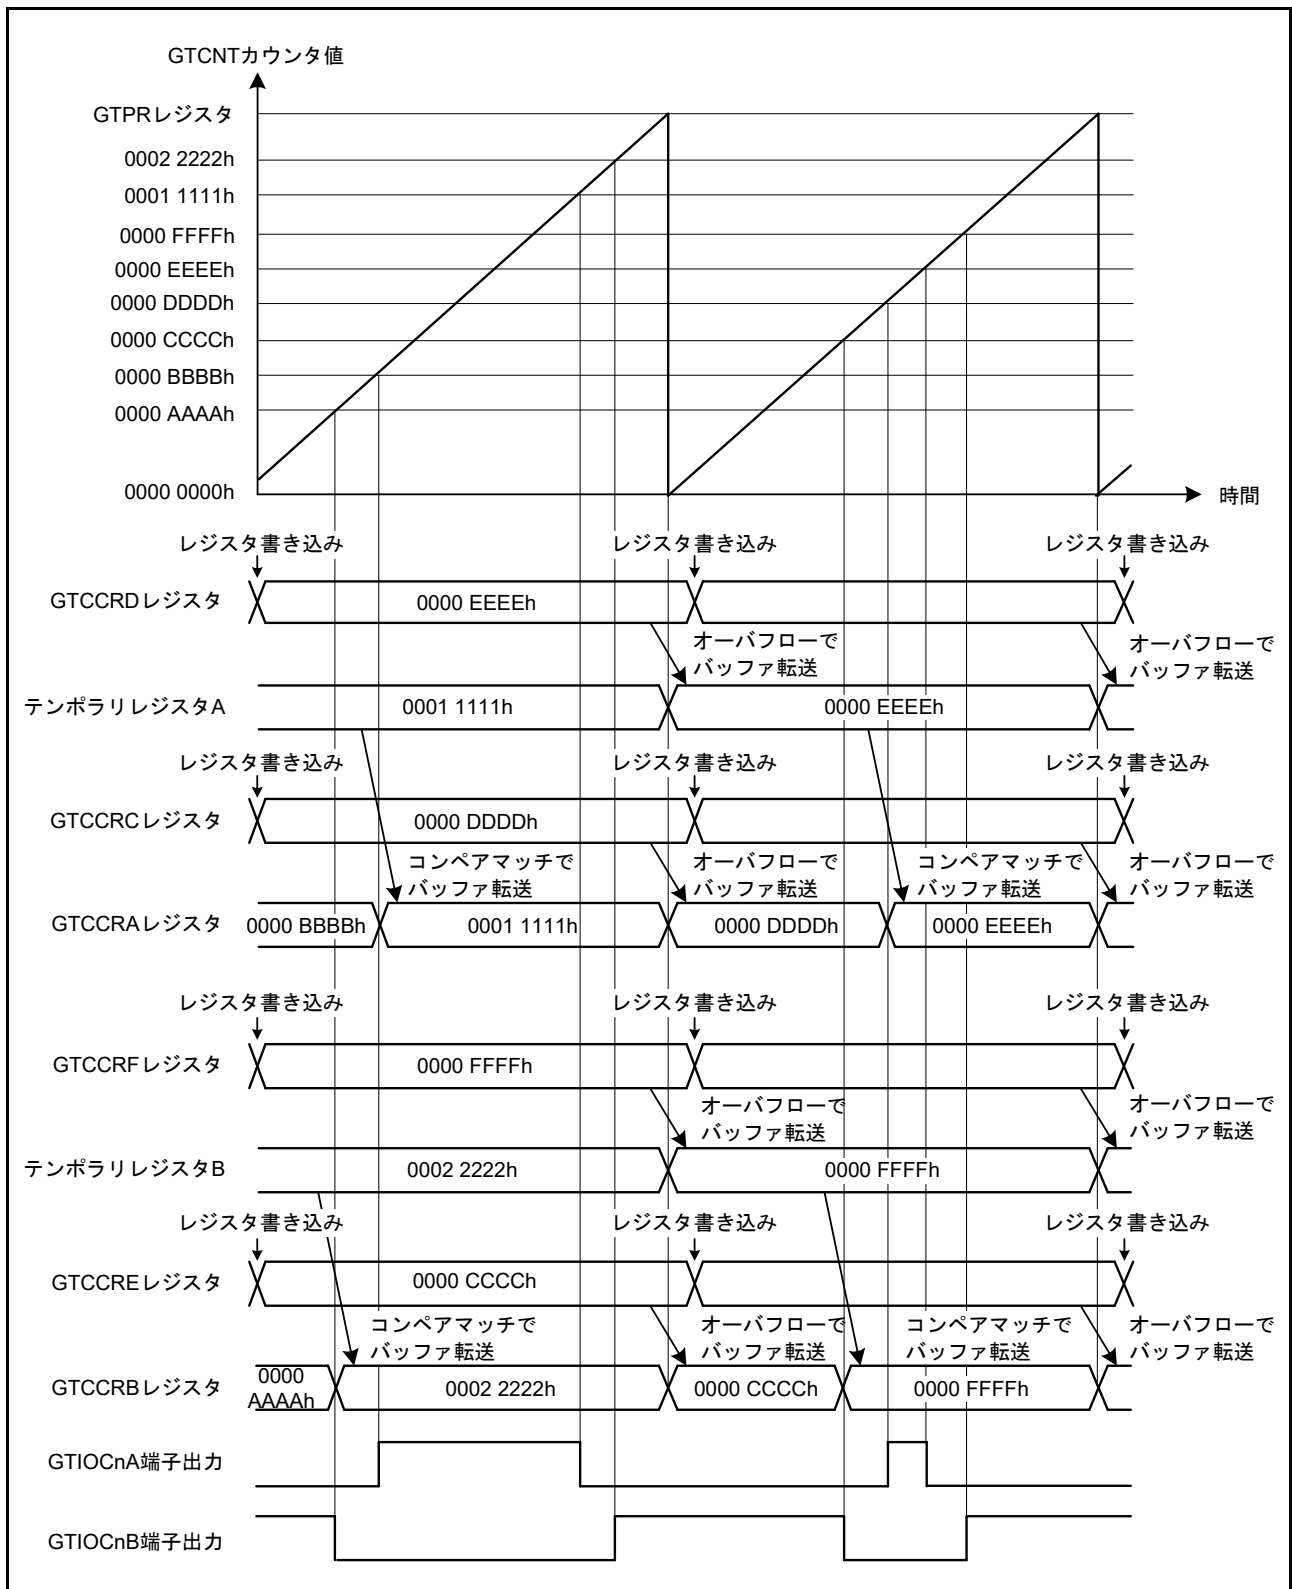 GTCNTカウンタ値
GTPRレジスタ
0002 2222h
0001 1111h
0000 FFFFh
0000 EEEEh
0000 DDDDh
0000 CCCCh
0000 BBBBh
0000 AAAAh
0000 0000h
時間
レジスタ書き込み
レジスタ書き込み
レジスタ書き込み
GTCCRDレジスタ
0000 EEEEh
オーバフローで
バッファ転送
オーバフローで
バッファ転送
テンポラリレジスタA
0001 1111h
0000 EEEEh
レジスタ書き込み
レジスタ書き込み
レジスタ書き込み
GTCCRCレジスタ
0000 DDDDh
コンペアマッチで
バッファ転送
オーバフローで
バッファ転送
コンペアマッチで
バッファ転送
オーバフローで
バッファ転送
GTCCRAレジスタ
0000 BBBBh
0001 1111h
0000 DDDDh
0000 EEEEh
レジスタ書き込み
レジスタ書き込み
レジスタ書き込み
GTCCRFレジスタ
0000 FFFFh
オーバフローで
バッファ転送
オーバフローで
バッファ転送
テンポラリレジスタB
0002 2222h
0000 FFFFh
レジスタ書き込み
レジスタ書き込み
レジスタ書き込み
GTCCREレジスタ
0000 CCCCh
コンペアマッチで
バッファ転送
オーバフローで
バッファ転送
コンペアマッチで
バッファ転送
オーバフローで
バッファ転送
GTCCRBレジスタ
0000
AAAAh
0002 2222h
0000 CCCCh
0000 FFFFh
GTIOCnA端子出力
GTIOCnB端子出力